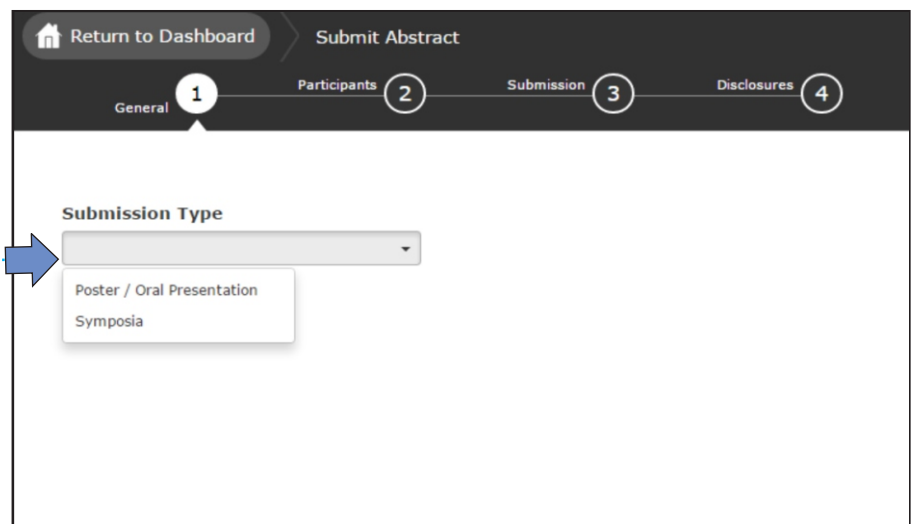 Return to Dashboard
Submit Abstract
General 1
Participants 2
Submission 3
Disclosures 4
Submission Type
Poster / Oral Presentation
Symposia